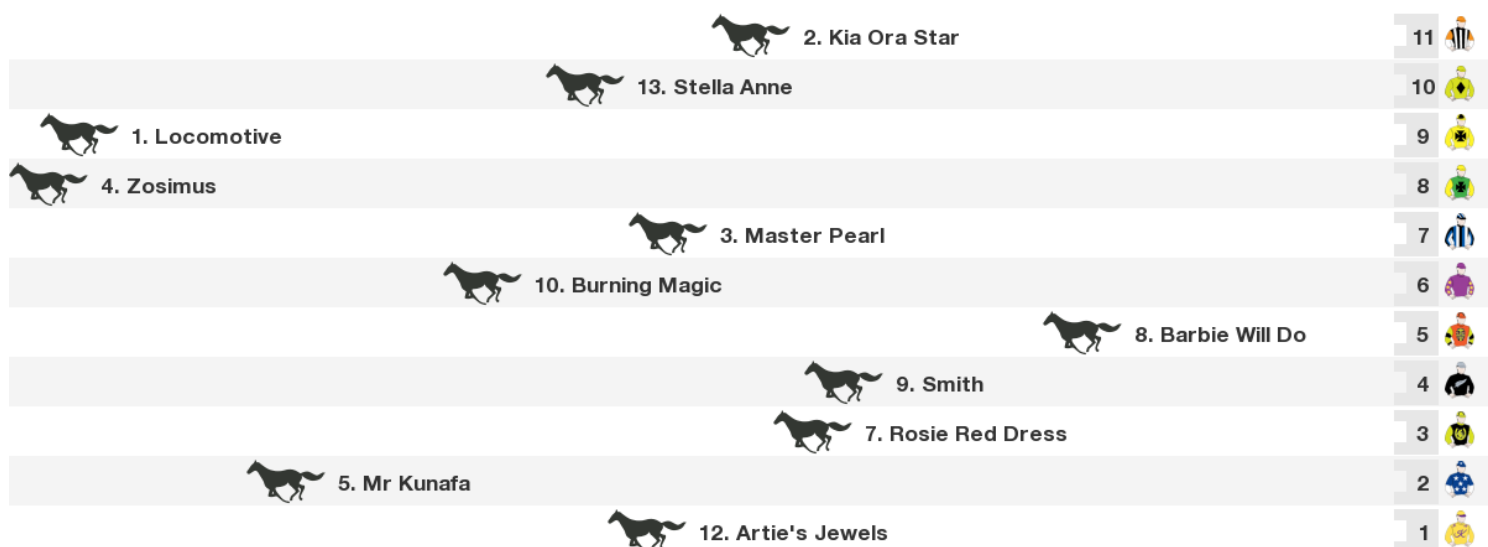 2. Kia Ora Star 11
13. Stella Anne 10
1. Locomotive 9
4. Zosimus 8
3. Master Pearl 7
10. Burning Magic 6
8. Barbie Will Do 5
9. Smith 4
7. Rosie Red Dress 3
5. Mr Kunafa 2
12. Artie's Jewels 1